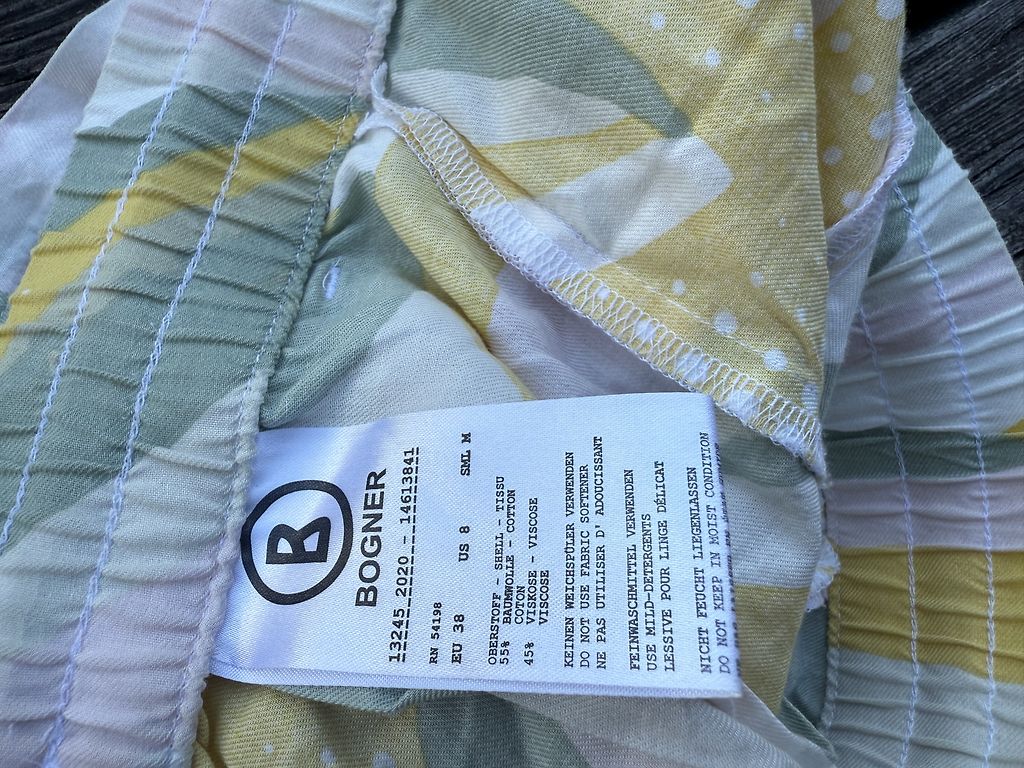 B
BOGNER
13245 2020 - 14613841
RN 54198
EU 38 US 8 SML M
OBERSTOFF - SHELL - TISSU
55% BAUMWOLLE - COTTON
COTON
45% VISKOSE - VISCOSE
VISCOSE
KEINEN WEICHSPÜLER VERWENDEN
DO NOT USE FABRIC SOFTENER
NE PAS UTILISER D' ADOUCISSANT
FEINWASCHMITTEL VERWENDEN
USE MILD-DETERGENTS
LESSIVE POUR LINGE DÉLICAT
NICHT FEUCHT LIEGENLASSEN
DO NOT KEEP IN MOIST CONDITION